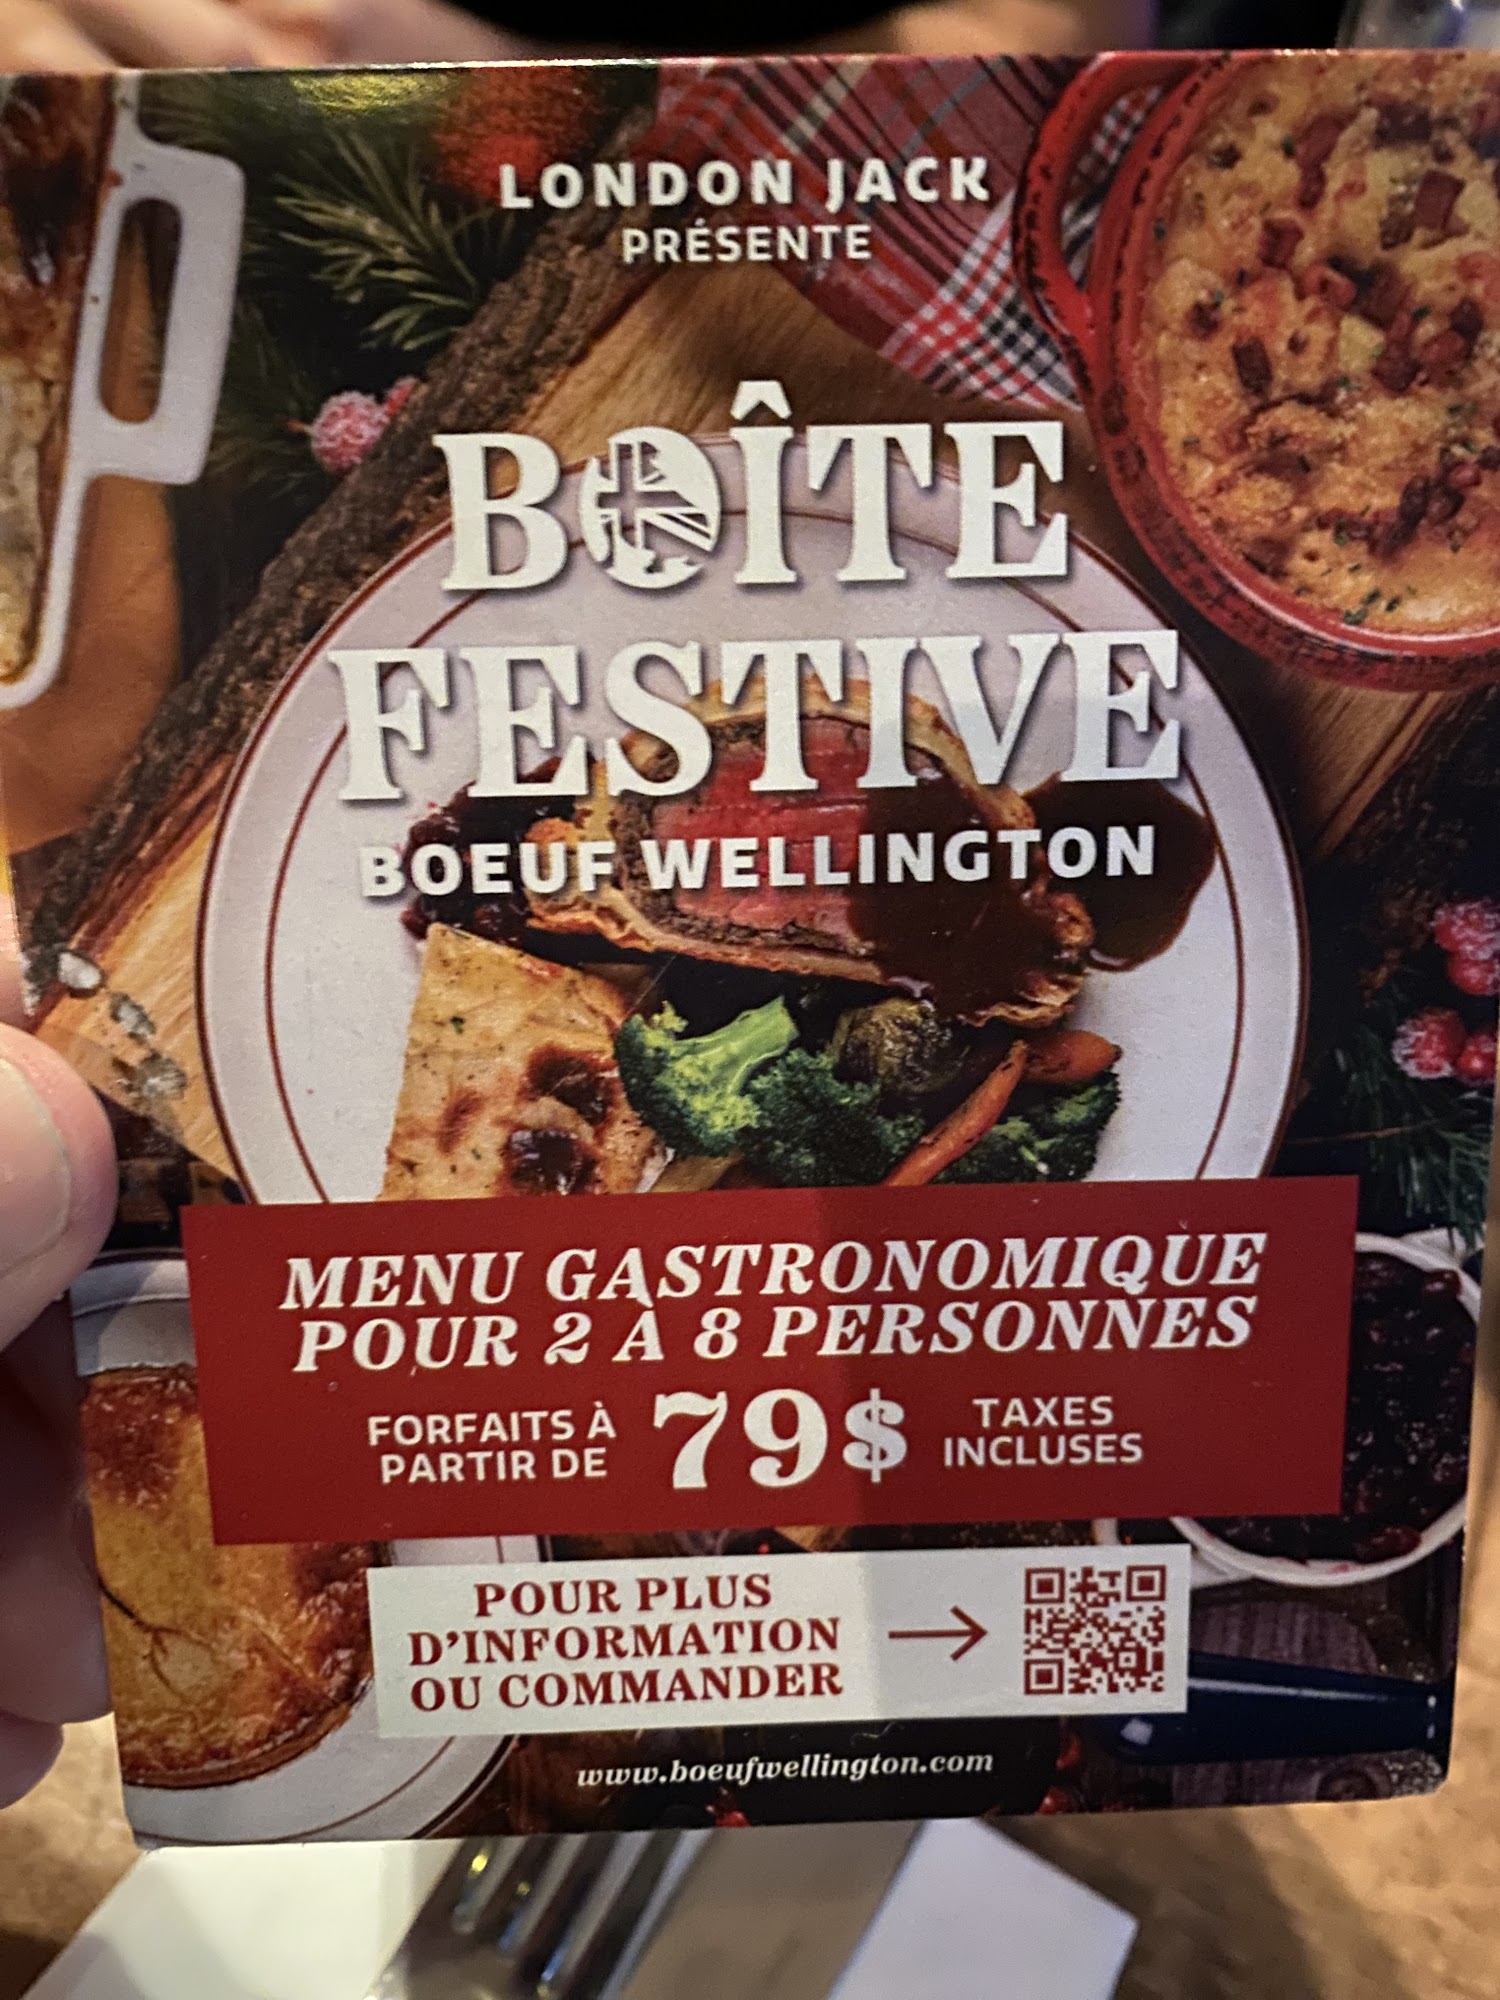 LONDON JACK
PRÉSENTE
BOÎTE
FESTIVE
BOEUF WELLINGTON
MENU GASTRONOMIQUE
POUR 2 À 8 PERSONNES
FORFAITS À
PARTIR DE
79$
TAXES
INCLUSES
POUR PLUS
D'INFORMATION
OU COMMANDER
www.boeufwellington.com